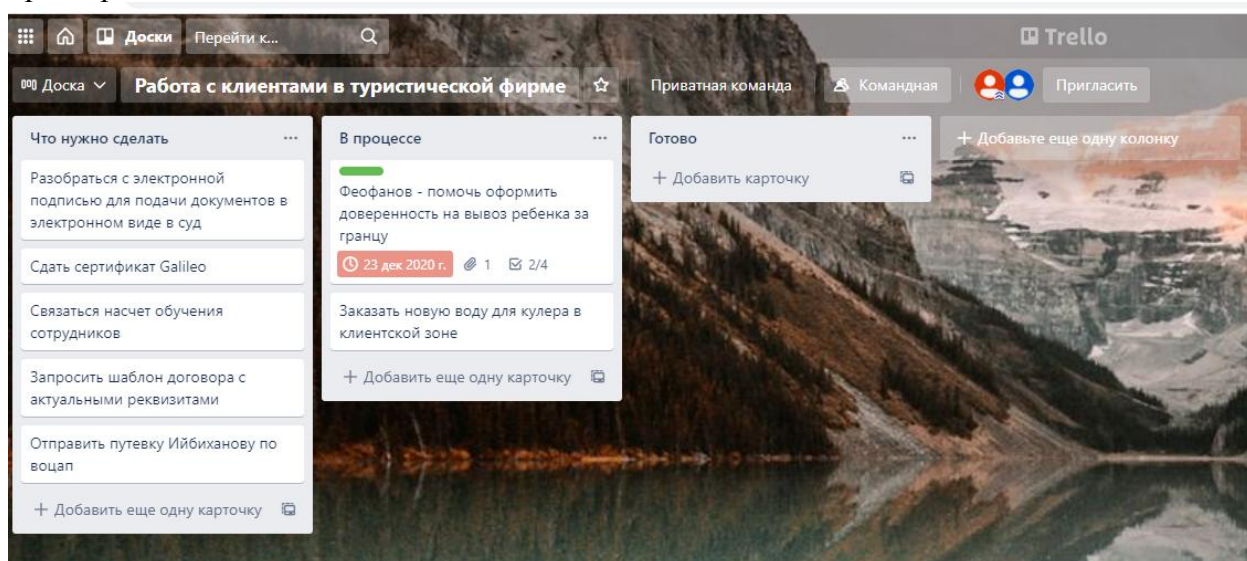 Доски
Перейти к...
Trello
Доска
Работа с клиентами в туристической фирме
Приватная команда
Командная
Пригласить
Что нужно сделать
Разобраться с электронной
подписью для подачи документов в
электронном виде в суд
Сдать сертификат Galileo
Связаться насчет обучения
сотрудников
Запросить шаблон договора с
актуальными реквизитами
Отправить путевку Ийбиханову по
воцап
+ Добавить еще одну карточку
В процессе
Феофанов - помочь оформить
доверенность на вывоз ребенка за
гранцу
23 дек 2020 г. 1 2/4
Заказать новую воду для кулера в
клиентской зоне
+ Добавить еще одну карточку
Готово
+ Добавить карточку
+ Добавьте еще одну колонку